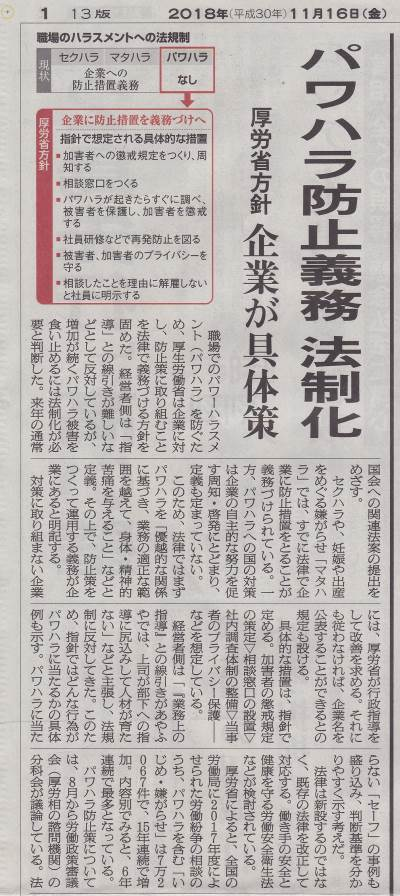 1 13版 2018年(平成30年)11月16日(金)
パワハラ防止義務 法制化
厚労省方針 企業が具体策
職場のハラスメントへの法規制
現状
セクハラ マタハラ パワハラ
企業への
防止措置義務
なし
厚労省方針
企業に防止措置を義務づけへ
指針で想定される具体的な措置
■加害者への懲戒規定をつくり、周
知する
■相談窓口をつくる
■パワハラが起きたらすぐに調べ、
被害者を保護し、加害者を懲戒
する
■社員研修などで再発防止を図る
■被害者、加害者のプライバシーを
守る
■相談したことを理由に解雇しない
と社員に明示する
職場でのパワーハラスメ
ント(パワハラ)を防ぐた
め、厚生労働省は企業に対
し、防止策に取り組むこと
を法律で義務づける方針を
固めた。経営者側は「指
導」との線引きが難しいな
どとして反対しているが、
増加が続くパワハラ被害を
食い止めるには法制化が必
要と判断した。来年の通常
国会への関連法案の提出を
めざす。
セクハラや、妊娠や出産
をめぐる嫌がらせ「マタハ
ラ」では、すでに法律で企
業に防止措置をとることが
義務づけられている。一
方、パワハラへの国の対策
は企業の自主的な努力を促
す周知・啓発にとどまり、
定義も定まっていない。
このため、法律ではまず
パワハラを「優越的な関係
に基づき、業務の適正な範
囲を越えて、身体・精神的
苦痛を与えること」などと
定義。その上で、防止策を
つくって運用する義務が企
業にあると明記する。
対策に取り組まない企業
には、厚労省が行政指導を
して改善を求める。それに
も従わなければ、企業名を
公表することができるとの
規定も設ける。
具体的な措置は、指針で
定める。加害者の懲戒規定
の策定▽相談窓口の設置▽
社内調査体制の整備▽当事
者のプライバシー保護――
などを想定している。
経営者側は「『業務上の
指導』との線引きがあやふ
やでは、上司が部下への指
導に尻込みして人材が育た
ない」などと主張し、法規
制に反対してきた。このた
め、指針ではどんな行為が
パワハラに当たるかの具体
例も示す。パワハラに当た
らない「セーフ」の事例も
盛り込み、判断基準を分か
りやすく示す考えだ。
法律は新設するのではな
く、既存の法律を改正して
対応する。働き手の安全と
健康を守る労働安全衛生法
などが検討されている。
厚労省によると、全国の
労働局に2017年度によ
せられた労働紛争の相談の
うち、パワハラを含む「い
じめ・嫌がらせ」は7万2
067件で、15年連続で増
加。内容別でみると、6年
連続で最多となっている。
パワハラ防止策について
は、8月から労働政策審議
会(厚労相の諮問機関)の
分科会が議論している。法